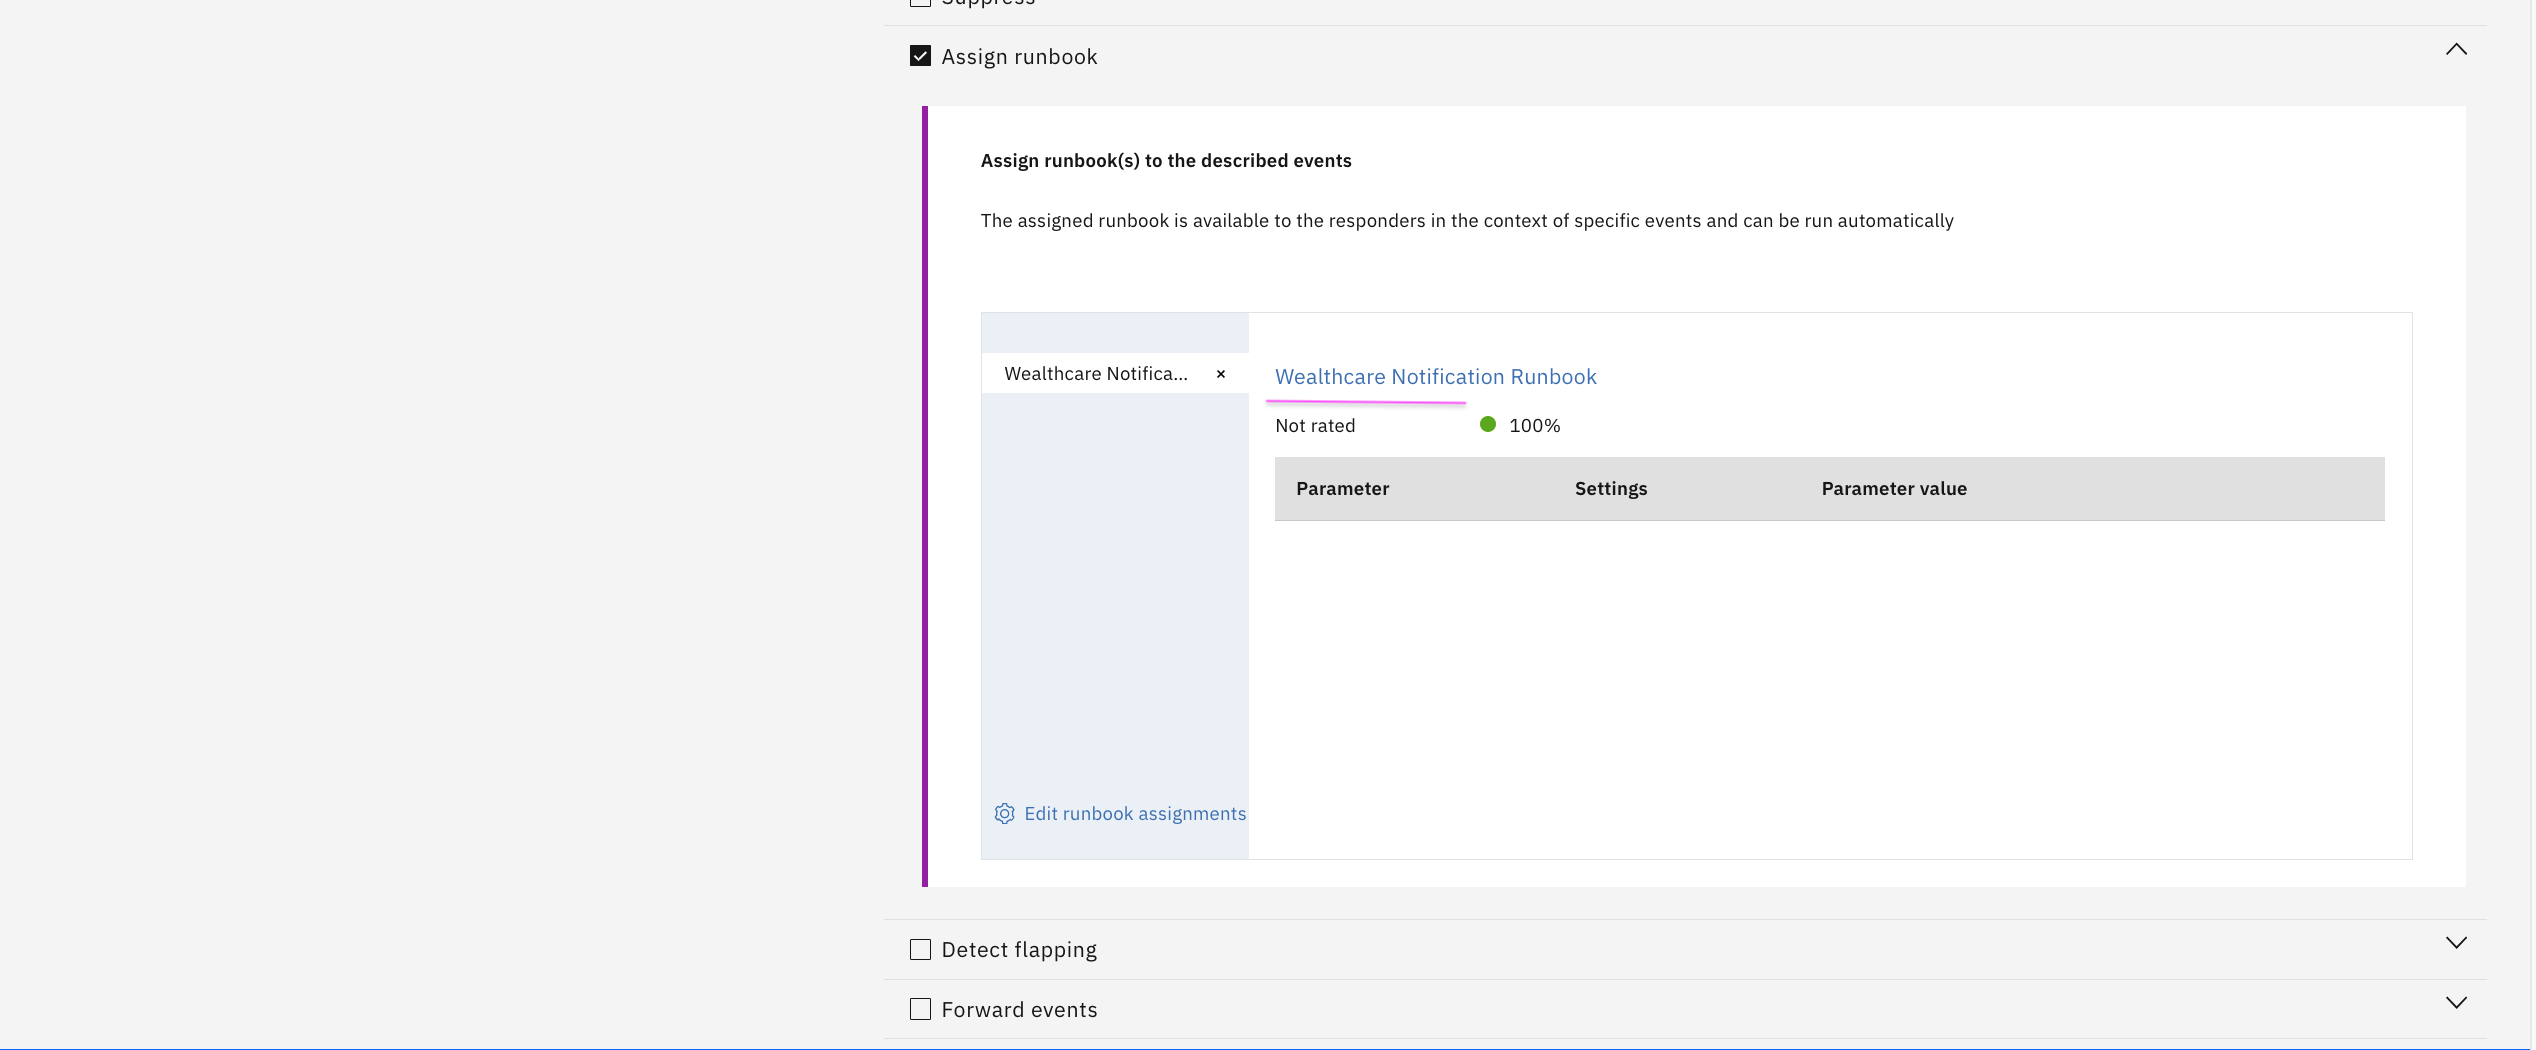 Suppress
Assign runbook
Assign runbook(s) to the described events
The assigned runbook is available to the responders in the context of specific events and can be run automatically
Wealthcare Notifica...
×
Wealthcare Notification Runbook
Not rated
100%
Parameter
Settings
Parameter value
Edit runbook assignments
Detect flapping
Forward events